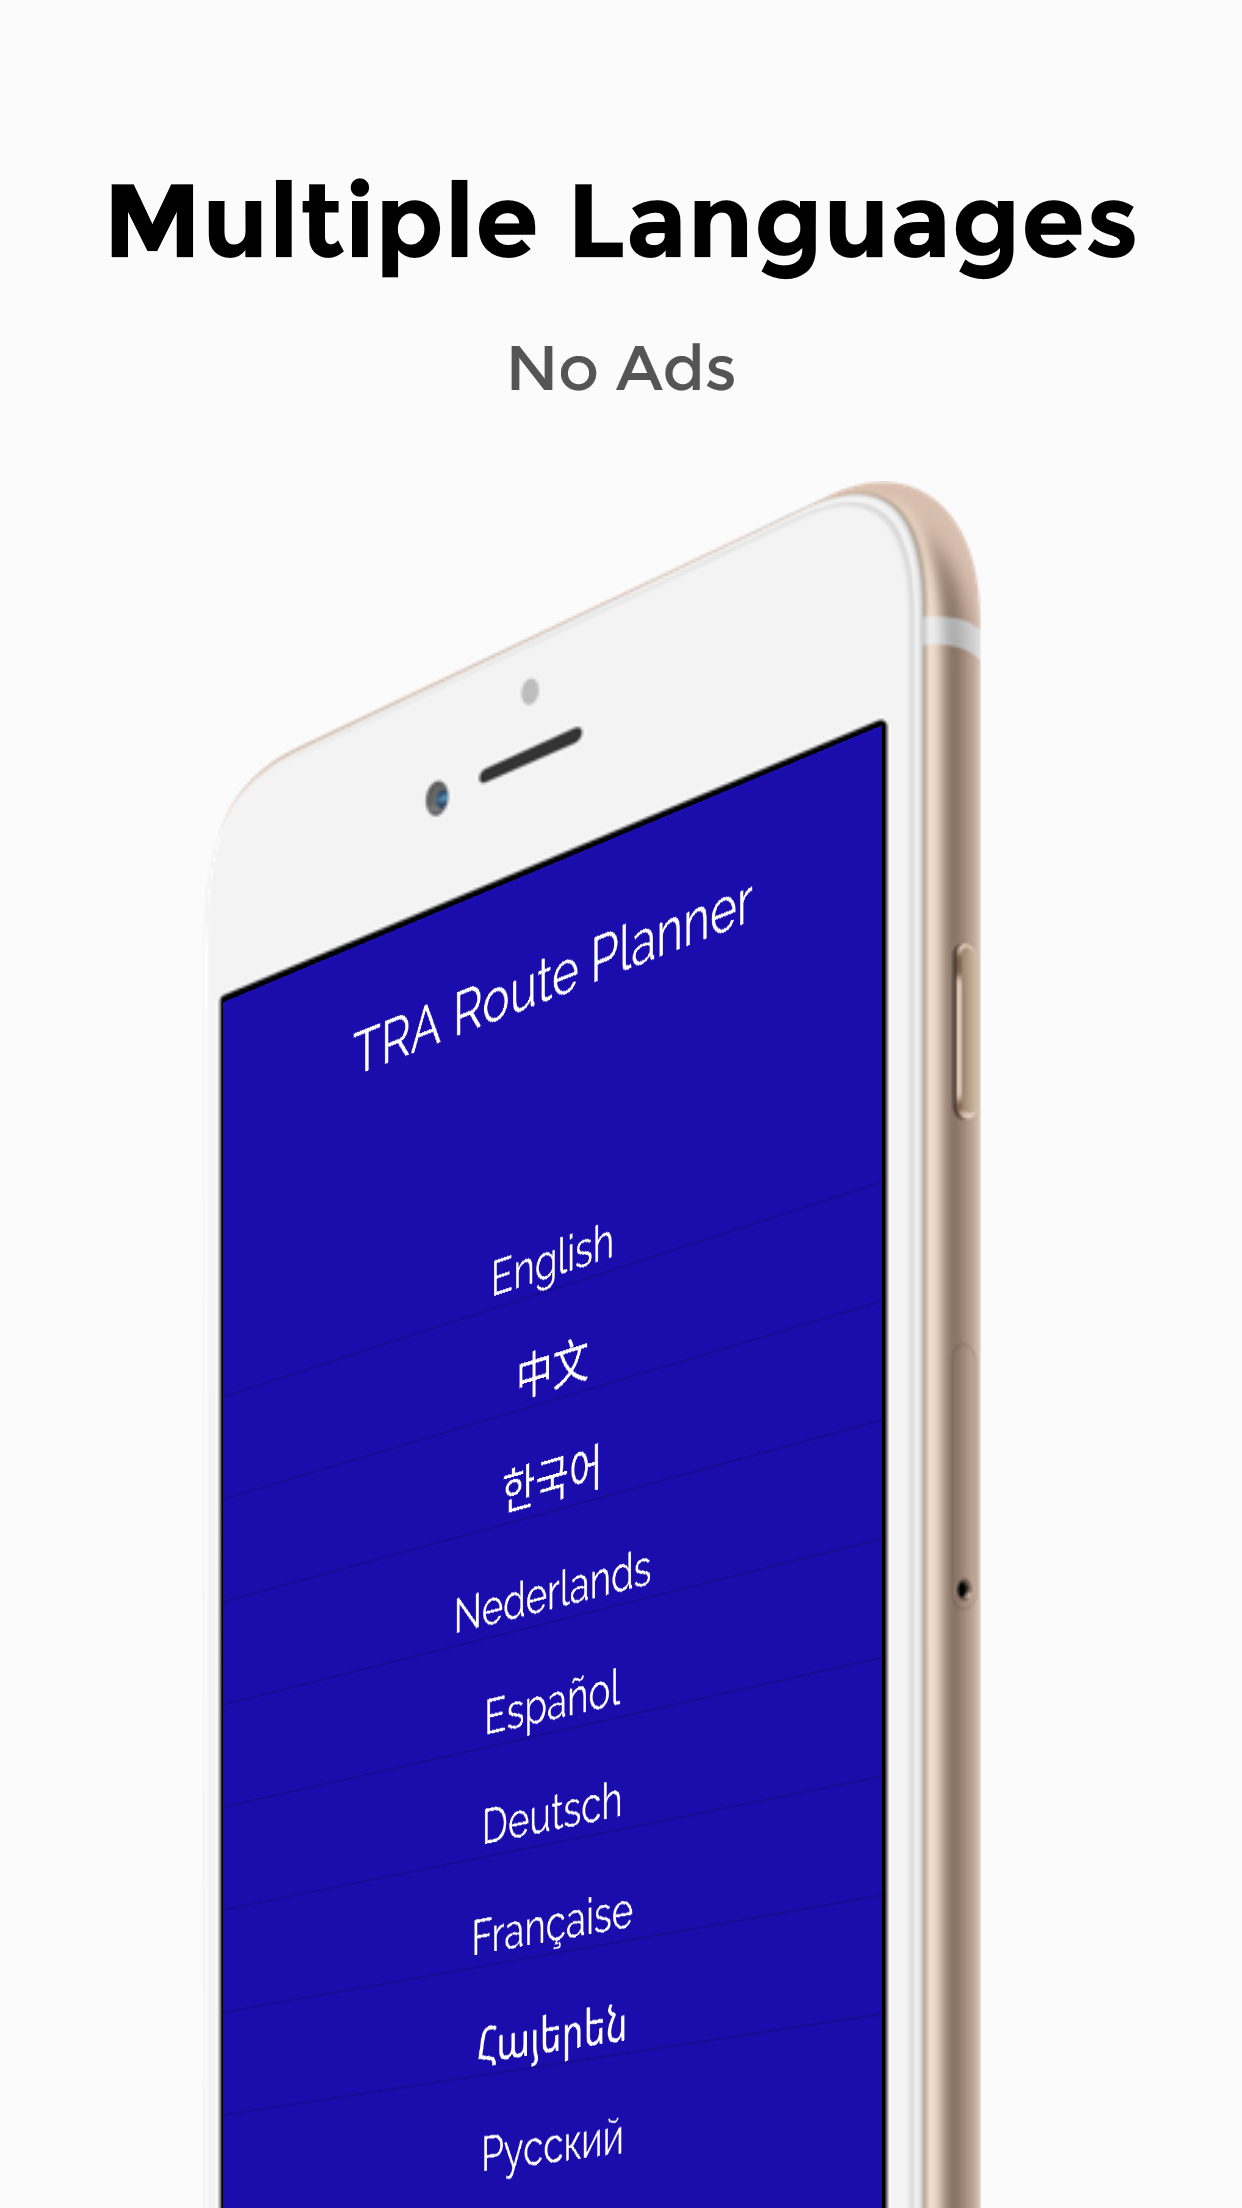 Multiple Languages
No Ads
TRA Route Planner
English
中文
한국어
Nederlands
Español
Deutsch
Française
Հայերեն
Русский